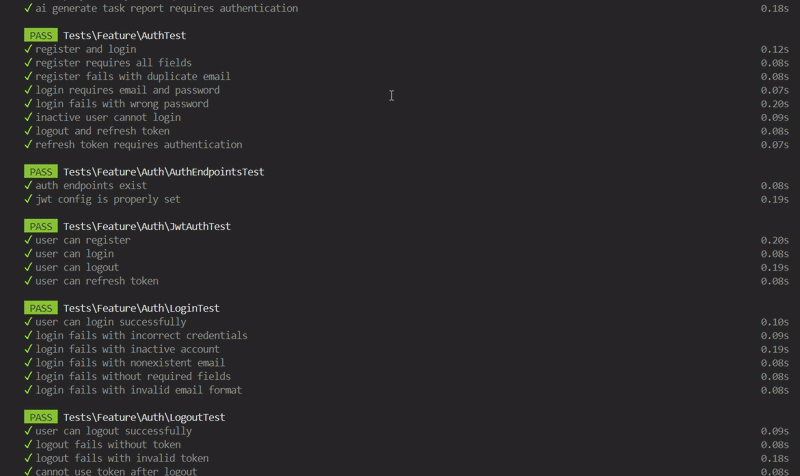 ✓ ai generate task report requires authentication 0.18s
PASS Tests\Feature\AuthTest
✓ register and login 0.12s
✓ register requires all fields 0.08s
✓ register fails with duplicate email 0.08s
✓ login requires email and password 0.07s
✓ login fails with wrong password 0.20s
✓ inactive user cannot login 0.09s
✓ logout and refresh token 0.08s
✓ refresh token requires authentication 0.07s
PASS Tests\Feature\Auth\AuthEndpointsTest
✓ auth endpoints exist 0.08s
✓ jwt config is properly set 0.19s
PASS Tests\Feature\Auth\JwtAuthTest
✓ user can register 0.20s
✓ user can login 0.08s
✓ user can logout 0.19s
✓ user can refresh token 0.08s
PASS Tests\Feature\Auth\LoginTest
✓ user can login successfully 0.10s
✓ login fails with incorrect credentials 0.09s
✓ login fails with inactive account 0.19s
✓ login fails with nonexistent email 0.08s
✓ login fails without required fields 0.08s
✓ login fails with invalid email format 0.08s
PASS Tests\Feature\Auth\LogoutTest
✓ user can logout successfully 0.09s
✓ logout fails without token 0.08s
✓ logout fails with invalid token 0.18s
✓ cannot use token after logout 0.08s